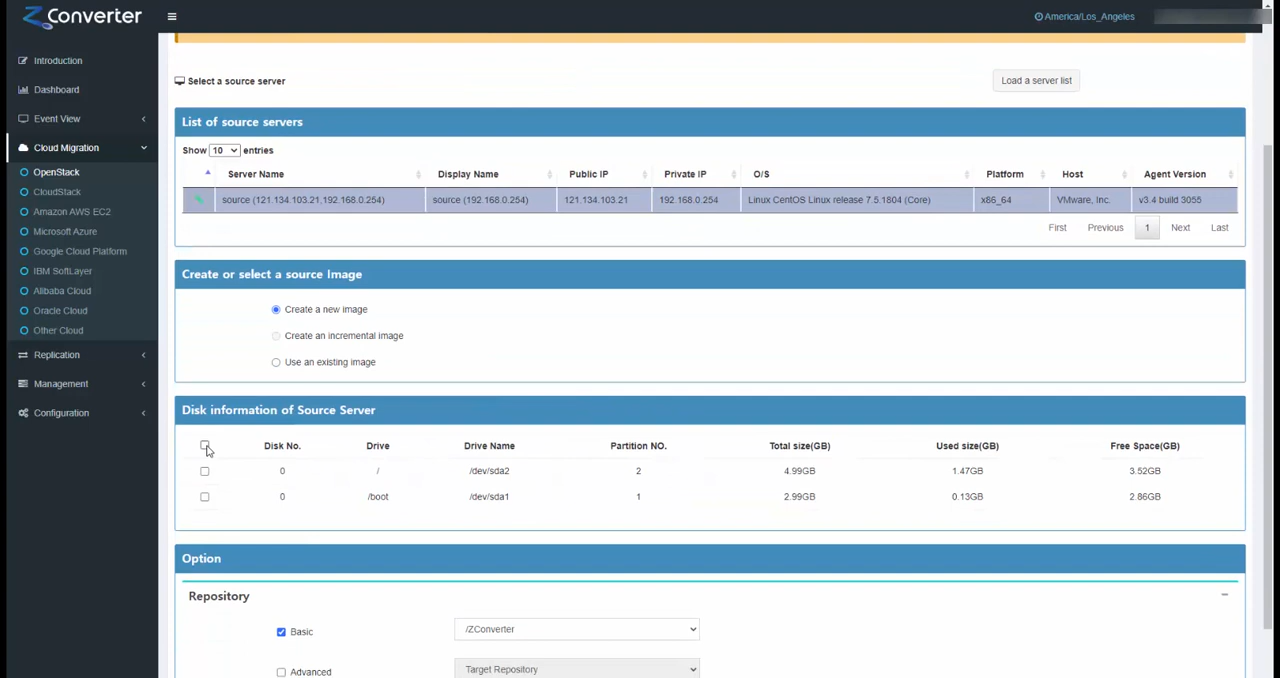 ZConverter
America/Los_Angeles
Introduction
Dashboard
Event View
Cloud Migration
OpenStack
CloudStack
Amazon AWS EC2
Microsoft Azure
Google Cloud Platform
IBM SoftLayer
Alibaba Cloud
Oracle Cloud
Other Cloud
Replication
Management
Configuration
Select a source server
Load a server list
List of source servers
Show 10 entries
Server Name Display Name Public IP Private IP O/S Platform Host Agent Version
source (121.134.103.21,192.168.0.254) source (192.168.0.254) 121.134.103.21 192.168.0.254 Linux CentOS Linux release 7.5.1804 (Core) x86_64 VMware, Inc. v3.4 build 3055
First Previous 1 Next Last
Create or select a source Image
Create a new image
Create an incremental image
Use an existing image
Disk information of Source Server
Disk No. Drive Drive Name Partition NO. Total size(GB) Used size(GB) Free Space(GB)
0 / /dev/sda2 2 4.99GB 1.47GB 3.52GB
0 /boot /dev/sda1 1 2.99GB 0.13GB 2.86GB
Option
Repository
Basic /ZConverter
Advanced Target Repository